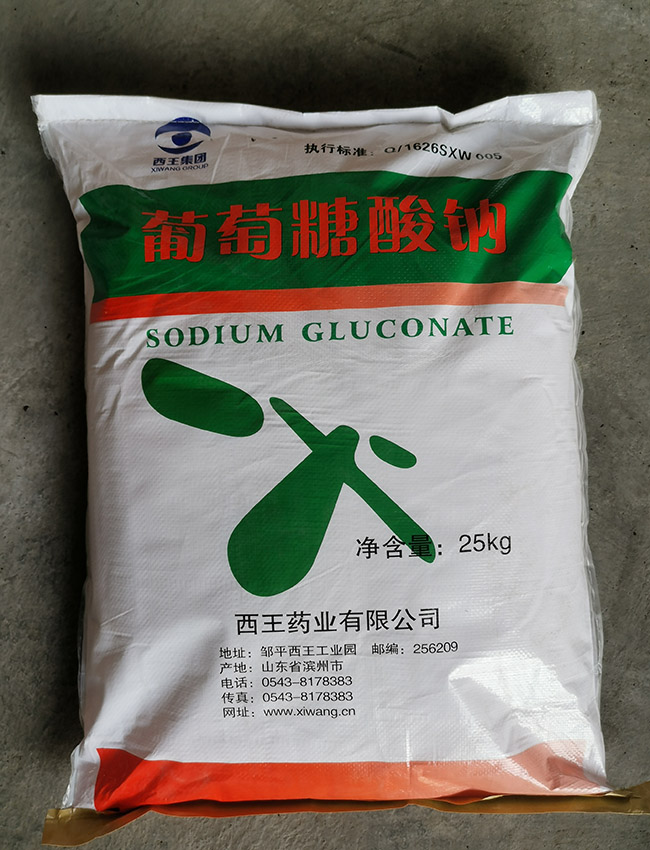 西王集团
XIWANG GROUP
执行标准：Q/1626SXW 005
葡萄糖酸钠
SODIUM GLUCONATE
净含量：25kg
西王药业有限公司
地址：邹平西王工业园 邮编：256209
产地：山东省滨州市
电话：0543-8178383
传真：0543-8178383
网址：www.xiwang.cn